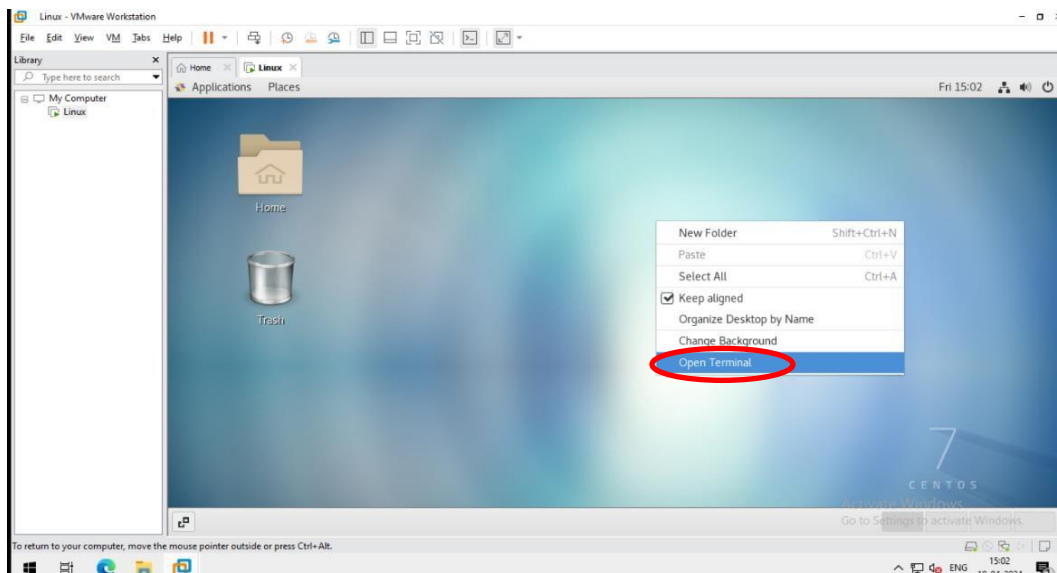 Linux - VMware Workstation
File Edit View VM Tabs Help
Library
Type here to search
My Computer
Linux
Home
Linux
Applications Places
Fri 15:02
Home
Trash
New Folder Shift+Ctrl+N
Paste Ctrl+V
Select All Ctrl+A
Keep aligned
Organize Desktop by Name
Change Background
Open Terminal
7
CENTOS
Activate Windows
Go to Settings to activate Windows.
To return to your computer, move the mouse pointer outside or press Ctrl+Alt.
ENG
15:02